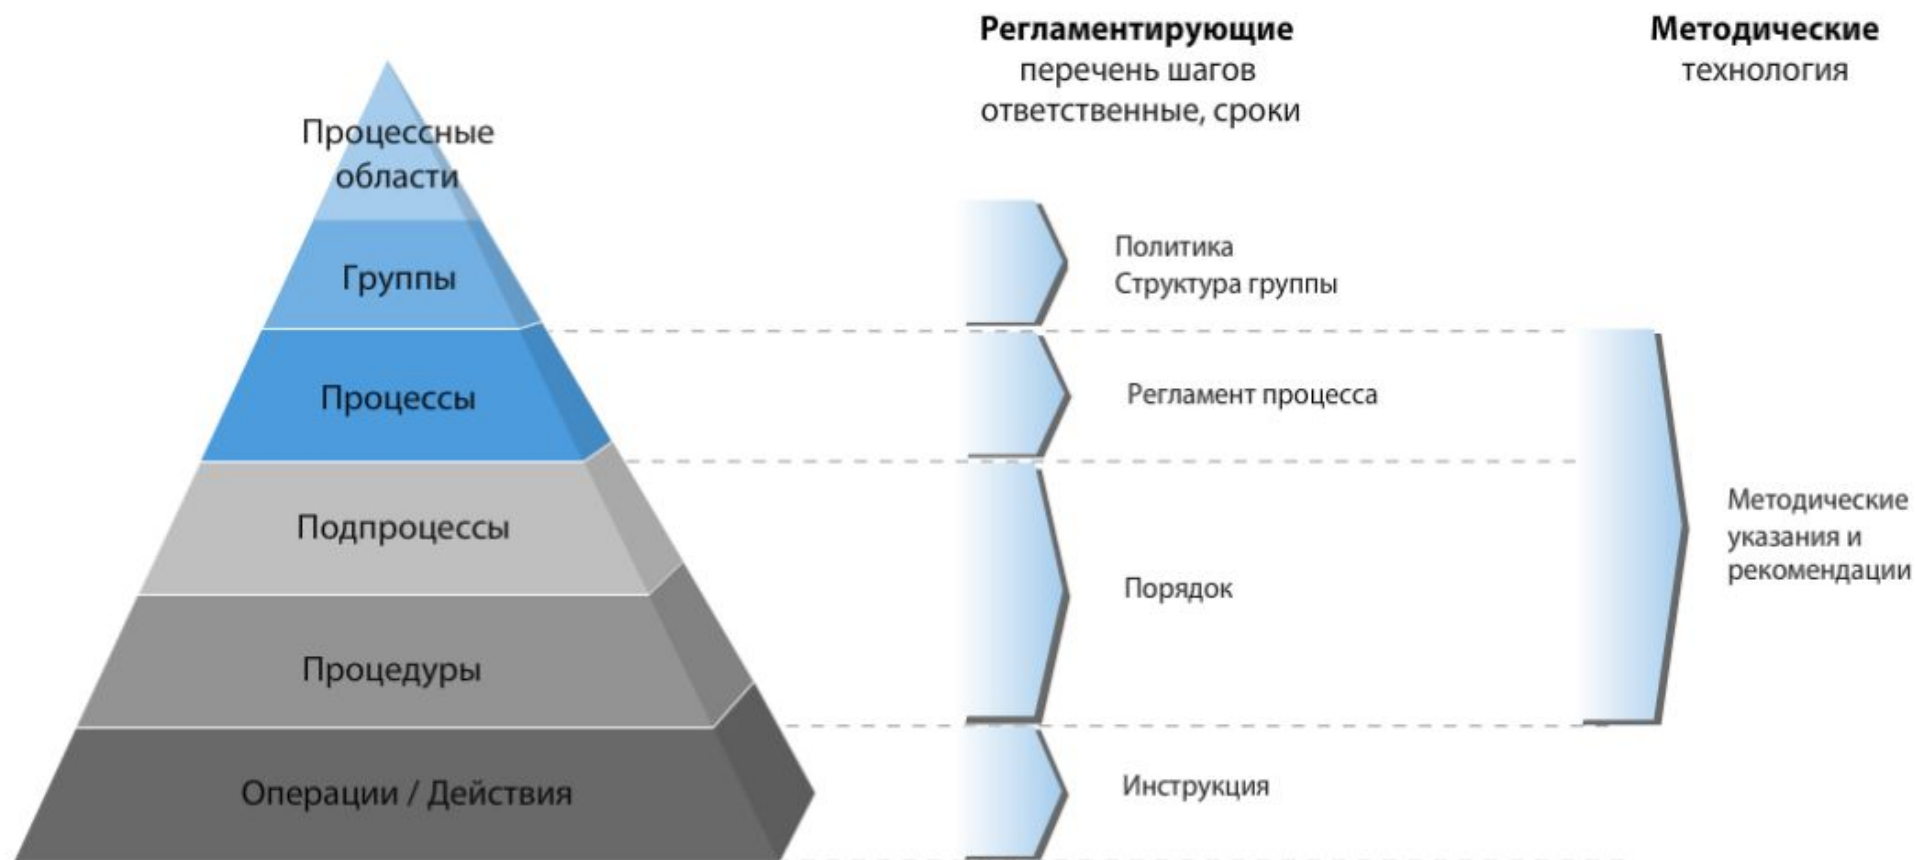 Регламентирующие
перечень шагов
ответственные, сроки
Методические
технология
Процессные
области
Группы
Процессы
Подпроцессы
Процедуры
Операции / Действия
Политика
Структура группы
Регламент процесса
Порядок
Инструкция
Методические
указания и
рекомендации